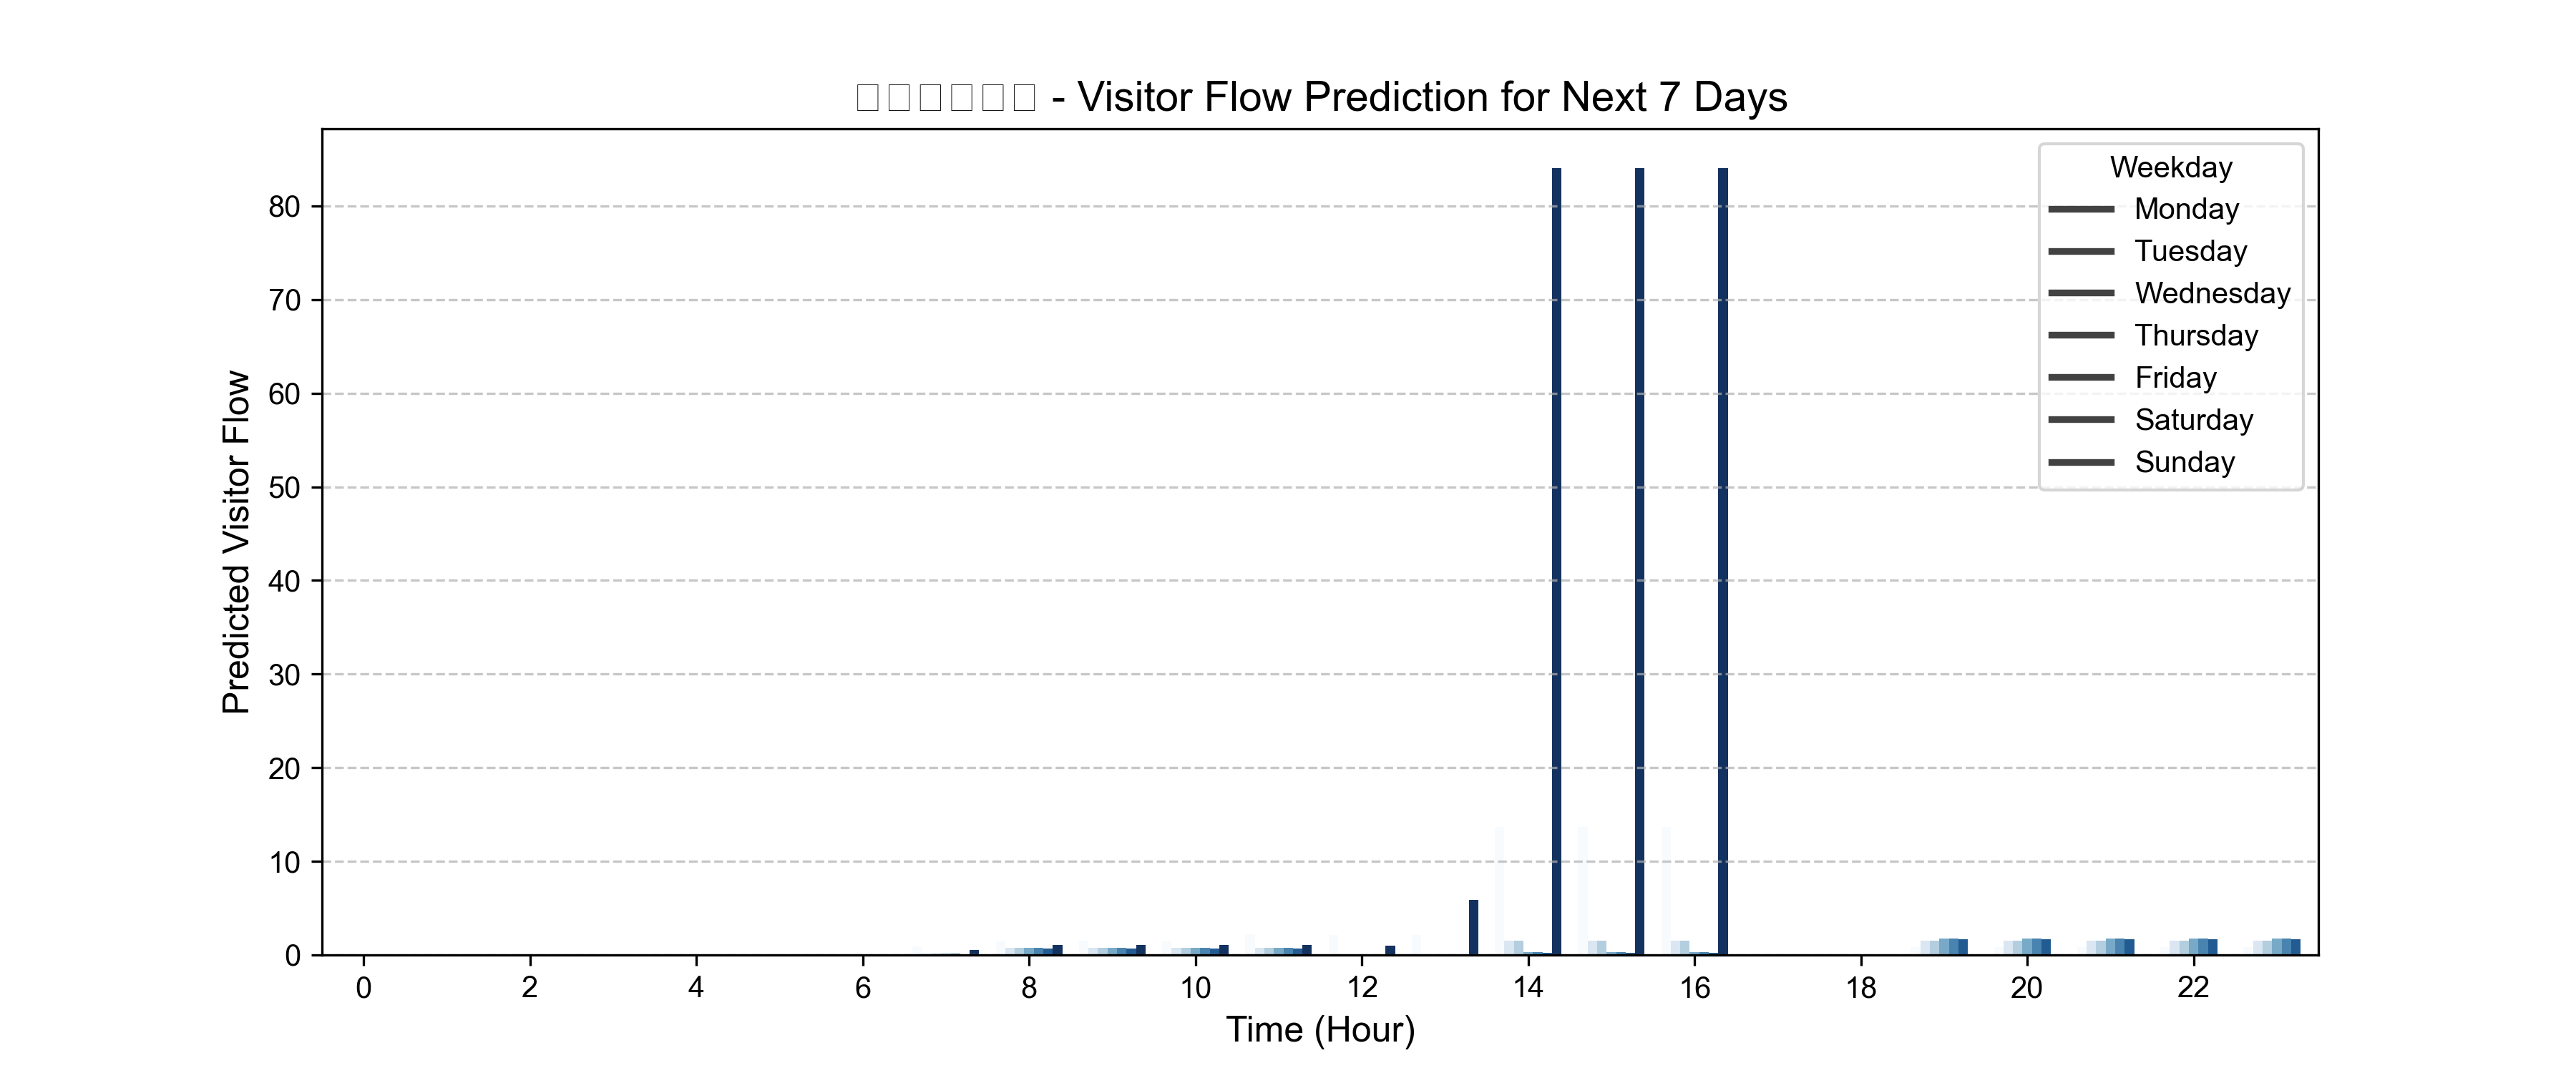 - Visitor Flow Prediction for Next 7 Days
Weekday
Monday
Tuesday
Wednesday
Thursday
Friday
Saturday
Sunday
Predicted Visitor Flow
80
70
60
50
40
30
20
10
0
0 2 4 6 8 10 12 14 16 18 20 22
Time (Hour)